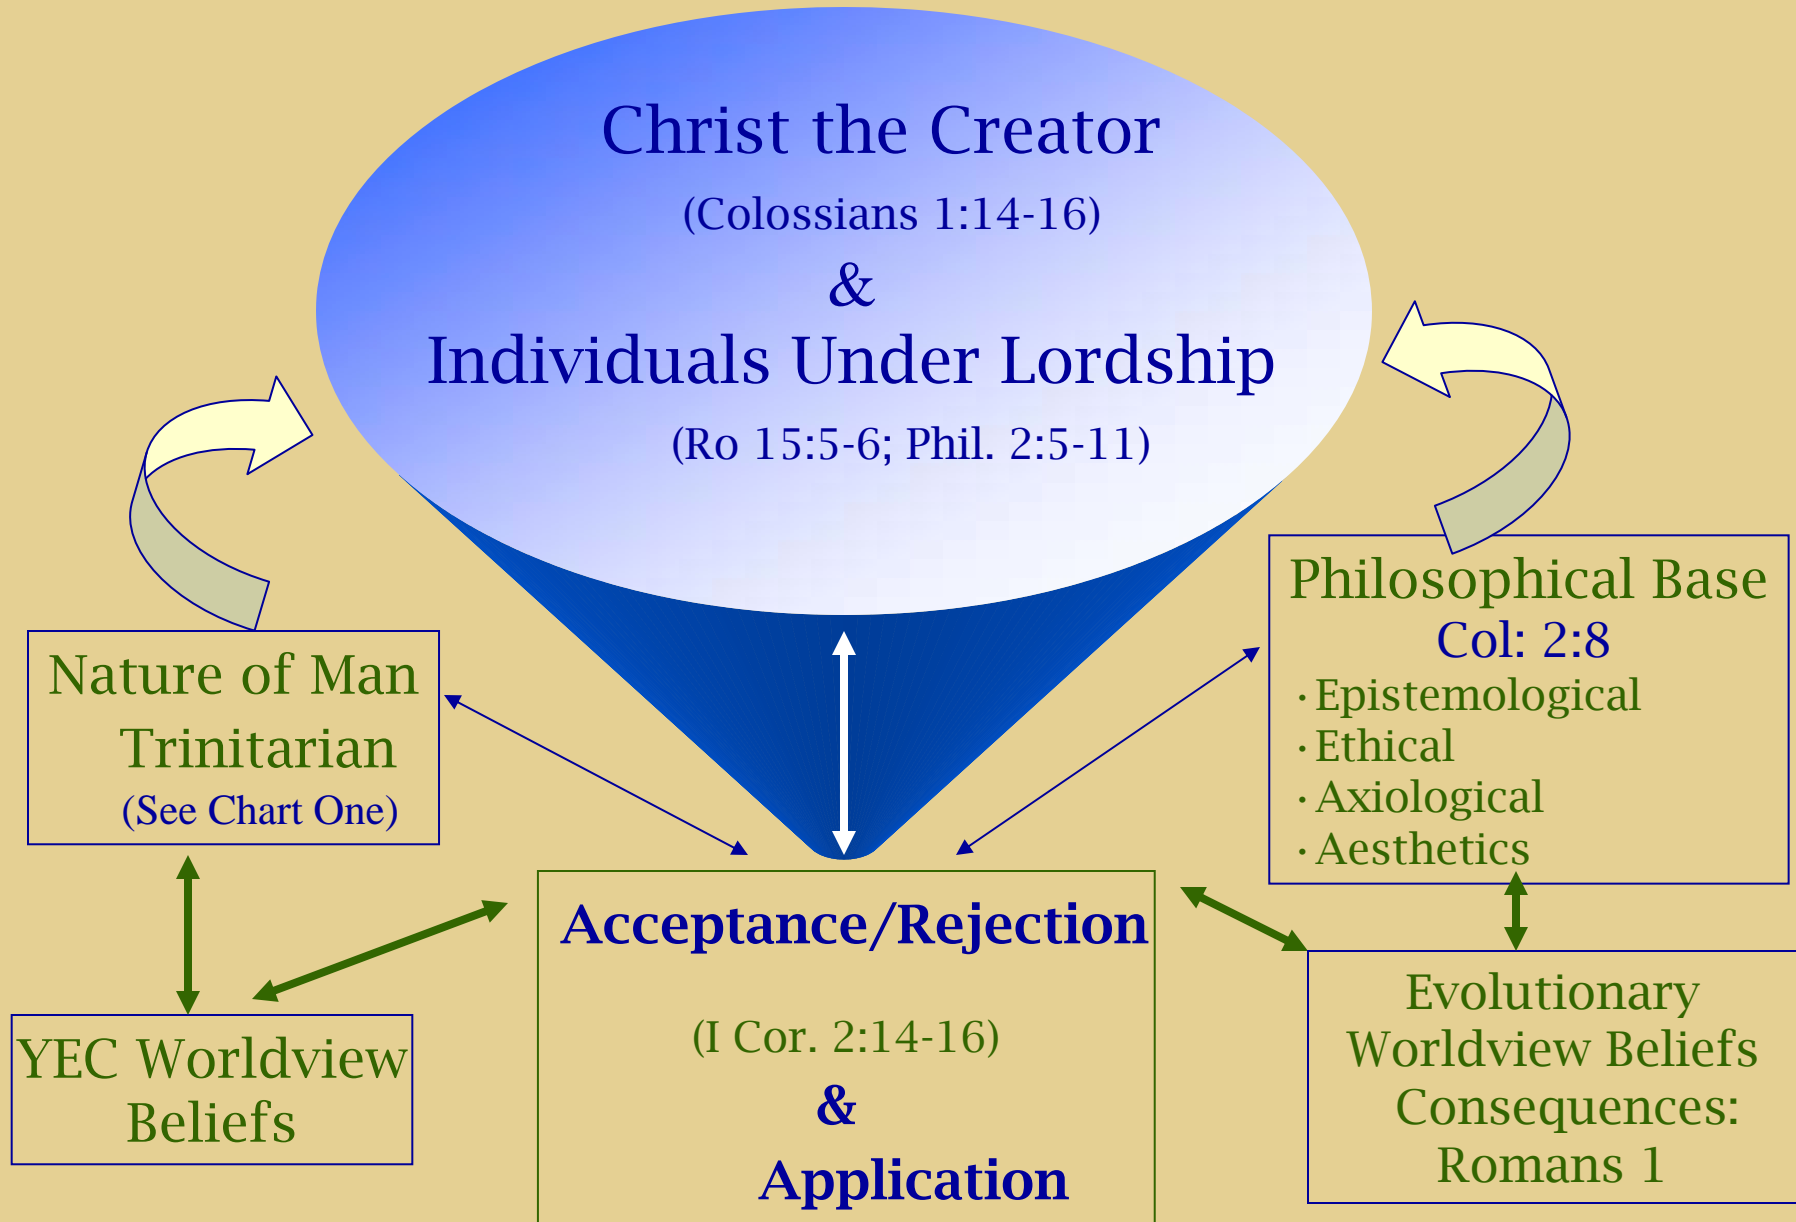 Christ the Creator
(Colossians 1:14-16)
&
Individuals Under Lordship
(Ro 15:5-6; Phil. 2:5-11)
Nature of Man
Trinitarian
(See Chart One)
Philosophical Base
Col: 2:8
·Epistemological
·Ethical
·Axiological
·Aesthetics
YEC Worldview
Beliefs
Acceptance/Rejection
(I Cor. 2:14-16)
&
Application
Evolutionary
Worldview Beliefs
Consequences:
Romans 1